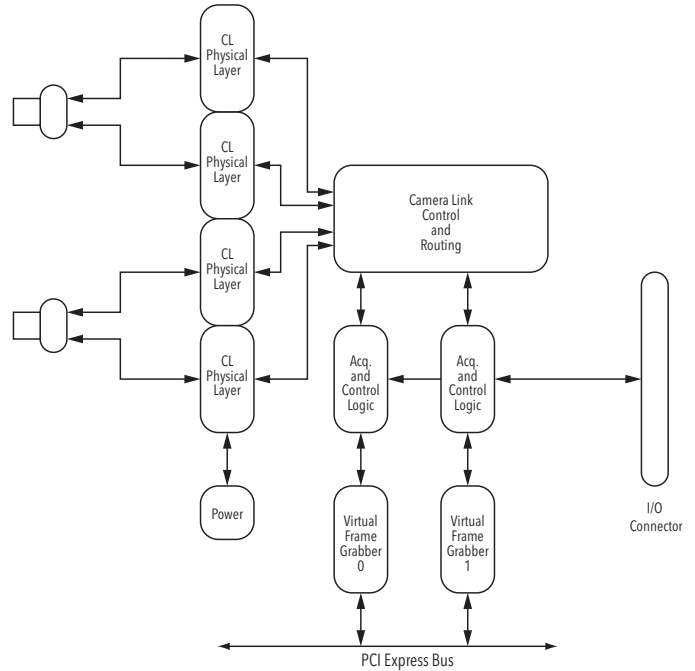 CL
Physical
Layer
CL
Physical
Layer
Camera Link
Control
and
Routing
CL
Physical
Layer
CL
Physical
Layer
Acq.
and
Control
Logic
Acq.
and
Control
Logic
Power
Virtual
Frame
Grabber
0
Virtual
Frame
Grabber
1
I/O
Connector
PCI Express Bus